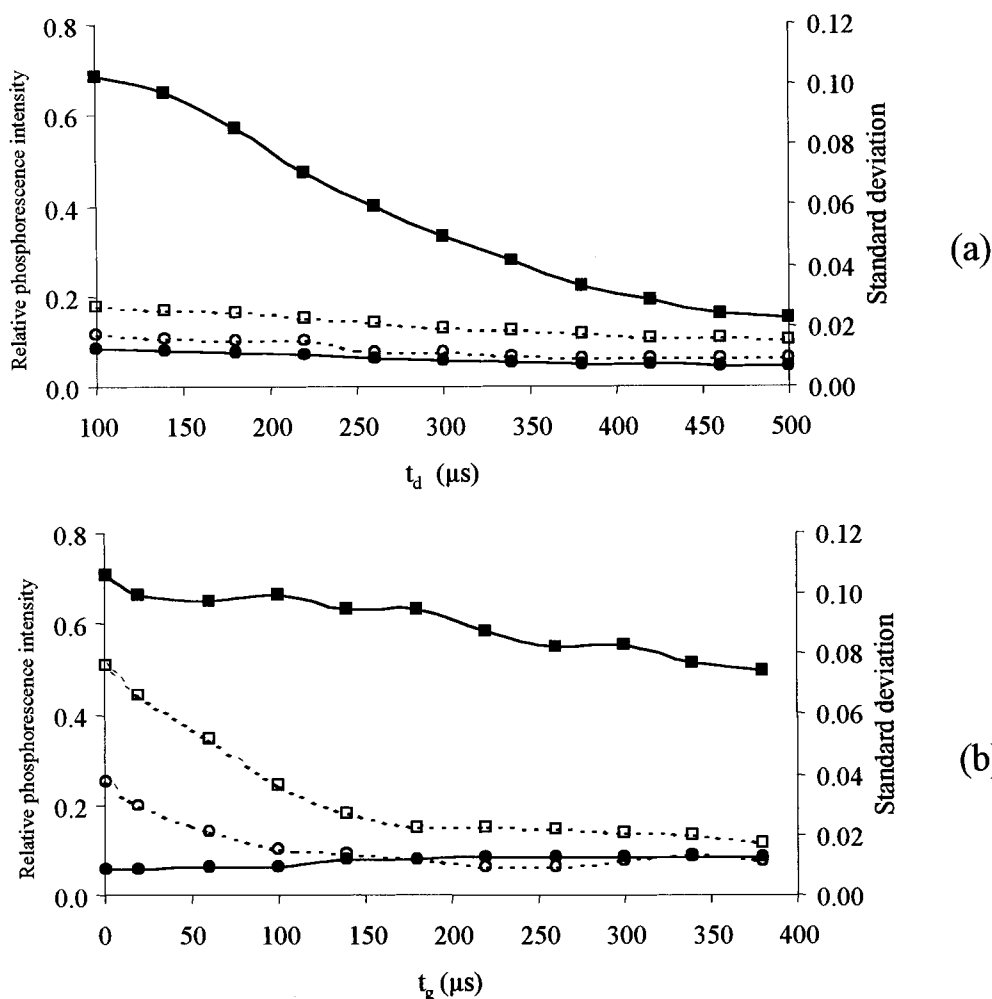 0.8
0.6
0.4
0.2
0.0
Relative phosphorescence intensity
0.12
0.10
0.08
0.06
0.04
0.02
0.00
Standard deviation
100 150 200 250 300 350 400 450 500
t_d (μs)
(a)
0.8
0.6
0.4
0.2
0.0
Relative phosphorescence intensity
0.12
0.10
0.08
0.06
0.04
0.02
0.00
Standard deviation
0 50 100 150 200 250 300 350 400
t_g (μs)
(b)